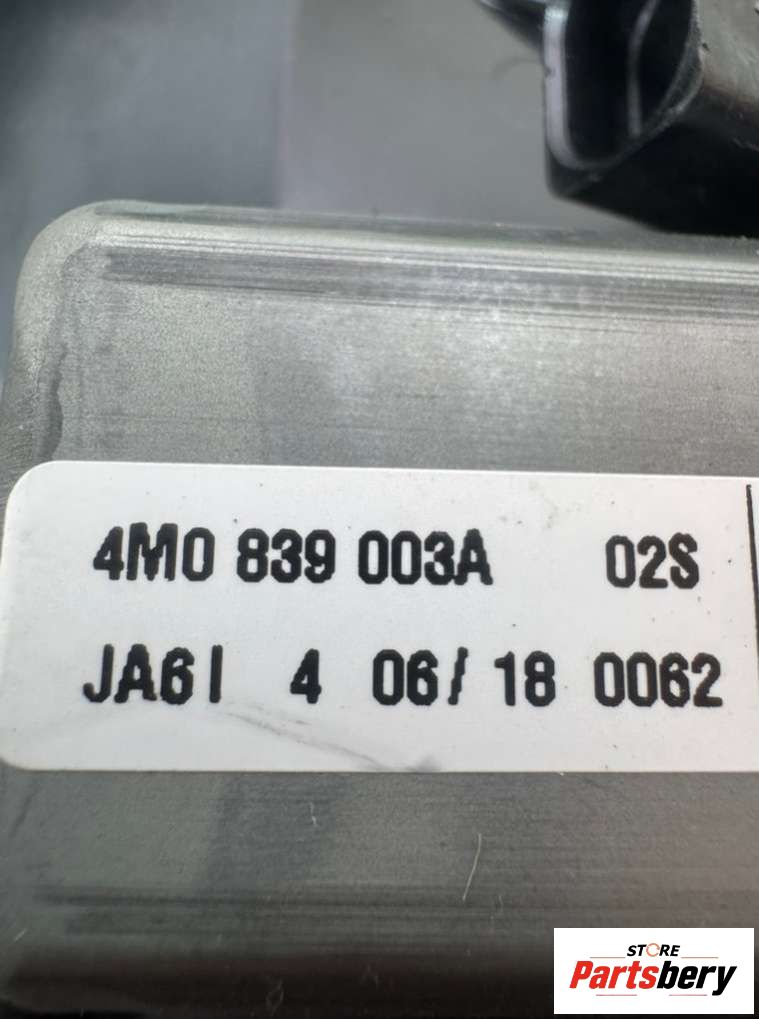 4M0 839 003A 02S
JA6I 4 06/18 0062
STORE
Partsbery